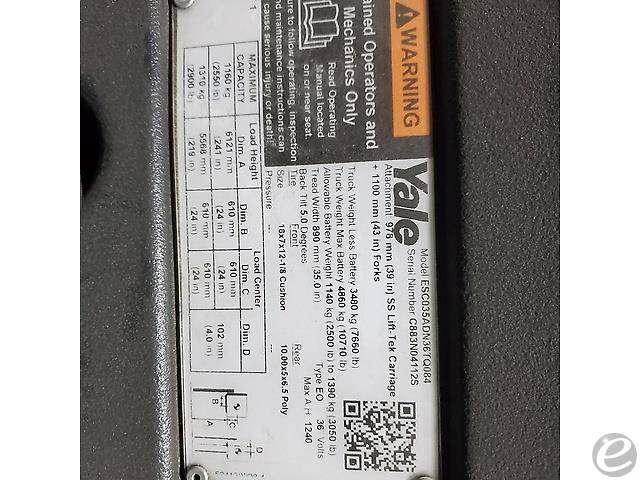 WARNING
ained Operators and
Mechanics Only
Read Operating
Manual located
on or near seat.
ure to follow operating, inspection
and maintenance instructions can
cause serious injury or death!
Yale
Model ESC035ADN36TQ084
Serial Number C883N04112S
Attachment 978 mm (39 in) SS Lift-Tek Carriage
+ 1100 mm (43 in) Forks
Truck Weight Less Battery 3480 kg (7660 lb)
Truck Weight Max Battery 4860 kg (10710 lb)
Allowable Battery Weight 1140 kg (2500 lb) to 1390 kg (3050 lb)
Tread Width 890 mm (35.0 in) Type EO 36 Volts
Back Tilt 5.0 Degrees Max A.H. 1240
Tire Front Rear
Size 18x7x12-1/8 Cushion 10.00x5x6.5 Poly
Pressure --- ---
1
MAXIMUM Load Height Load Center
CAPACITY Dim. A Dim. B Dim. C Dim. D
1160 kg 6121 mm 610 mm 610 mm 102 mm
(2550 lb) (241 in) (24 in) (24 in) (4.0 in)
1310 kg 5568 mm 610 mm 610 mm
(2900 lb) (219 in) (24 in) (24 in)
D
C
B
A